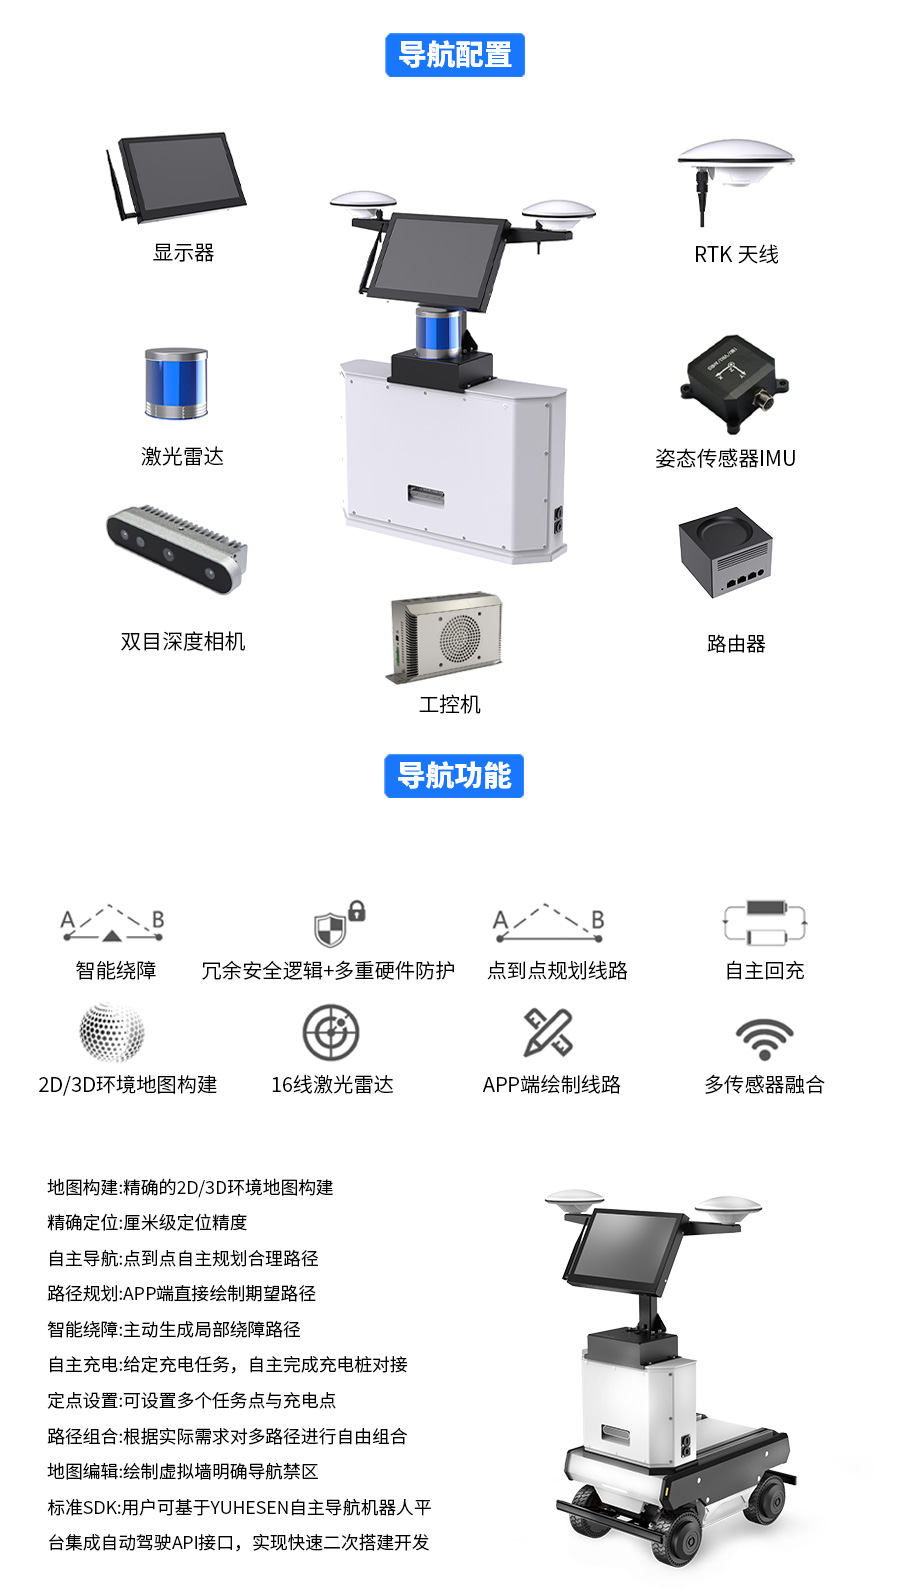 导航配置
显示器
RTK 天线
激光雷达
姿态传感器IMU
双目深度相机
路由器
工控机
导航功能
A B
A B
智能绕障
冗余安全逻辑+多重硬件防护
点到点规划线路
自主回充
2D/3D环境地图构建
16线激光雷达
APP端绘制线路
多传感器融合
地图构建:精确的2D/3D环境地图构建
精确定位:厘米级定位精度
自主导航:点到点自主规划合理路径
路径规划:APP端直接绘制期望路径
智能绕障:主动生成局部绕障路径
自主充电:给定充电任务，自主完成充电桩对接
定点设置:可设置多个任务点与充电点
路径组合:根据实际需求对多路径进行自由组合
地图编辑:绘制虚拟墙明确导航禁区
标准SDK:用户可基于YUHESEN自主导航机器人平
台集成自动驾驶API接口，实现快速二次搭建开发